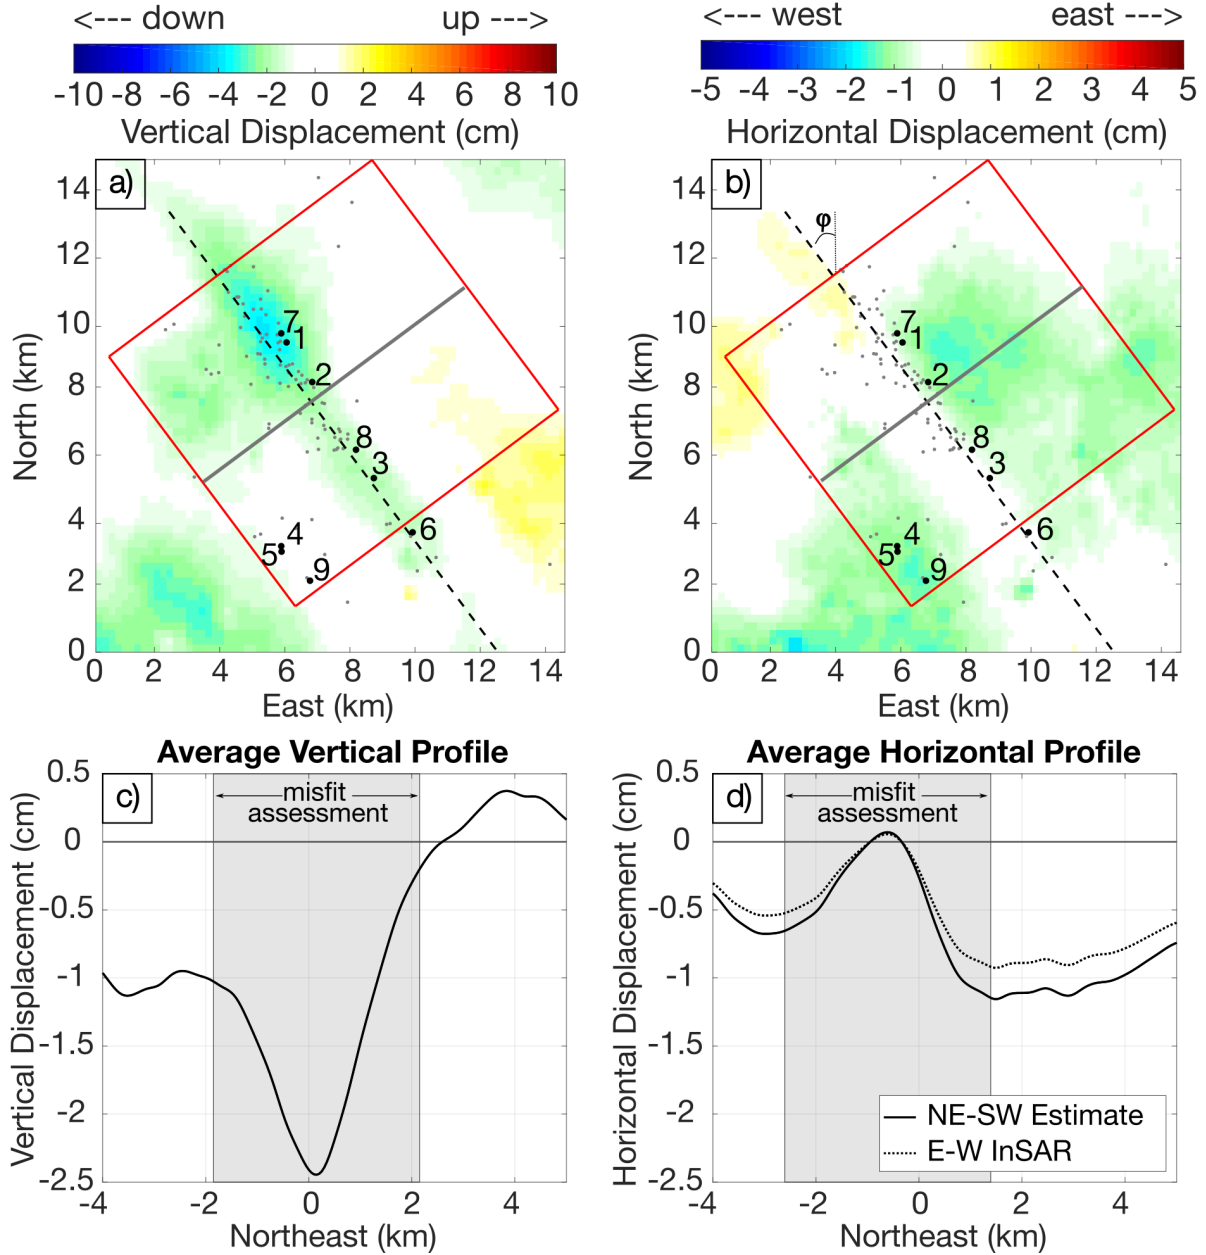 <--- down up --->
-10 -8 -6 -4 -2 0 2 4 6 8 10
Vertical Displacement (cm)
<--- west east --->
-5 -4 -3 -2 -1 0 1 2 3 4 5
Horizontal Displacement (cm)
a)
14
12
10
8
6
4
2
0
North (km)
7
1
2
8
3
6
4
5
9
0 2 4 6 8 10 12 14
East (km)
b)
φ
14
12
10
8
6
4
2
0
North (km)
7
1
2
8
3
6
4
5
9
0 2 4 6 8 10 12 14
East (km)
Average Vertical Profile
c)
misfit
assessment
0.5
0
-0.5
-1
-1.5
-2
-2.5
Vertical Displacement (cm)
-4 -2 0 2 4
Northeast (km)
Average Horizontal Profile
d)
misfit
assessment
0.5
0
-0.5
-1
-1.5
-2
-2.5
Horizontal Displacement (cm)
NE-SW Estimate
E-W InSAR
-4 -2 0 2 4
Northeast (km)